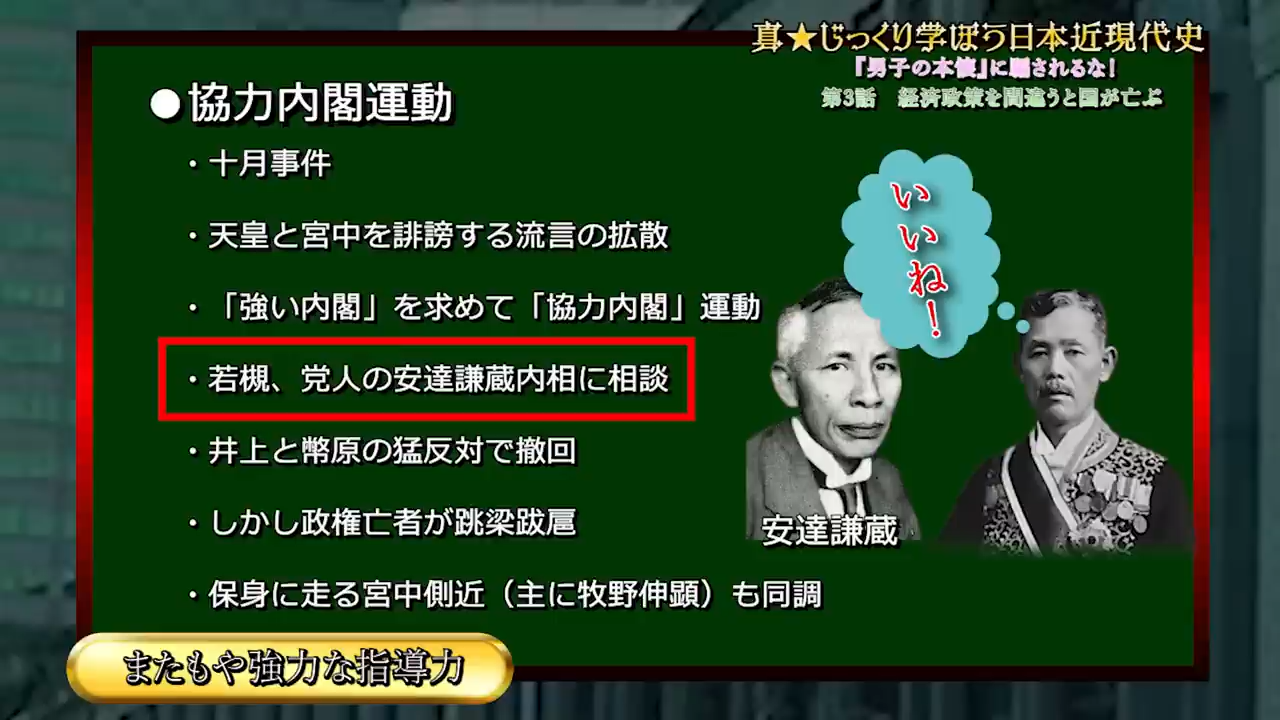 真★じっくり学ぼう日本近現代史
『男子の本懐』に騙されるな！
第3話　経済政策を間違うと国が亡ぶ
●協力内閣運動
・十月事件
・天皇と宮中を誹謗する流言の拡散
・「強い内閣」を求めて「協力内閣」運動
・若槻、党人の安達謙蔵内相に相談
・井上と幣原の猛反対で撤回
・しかし政権亡者が跳梁跋扈
・保身に走る宮中側近（主に牧野伸顕）も同調
いいね！
安達謙蔵
またもや強力な指導力